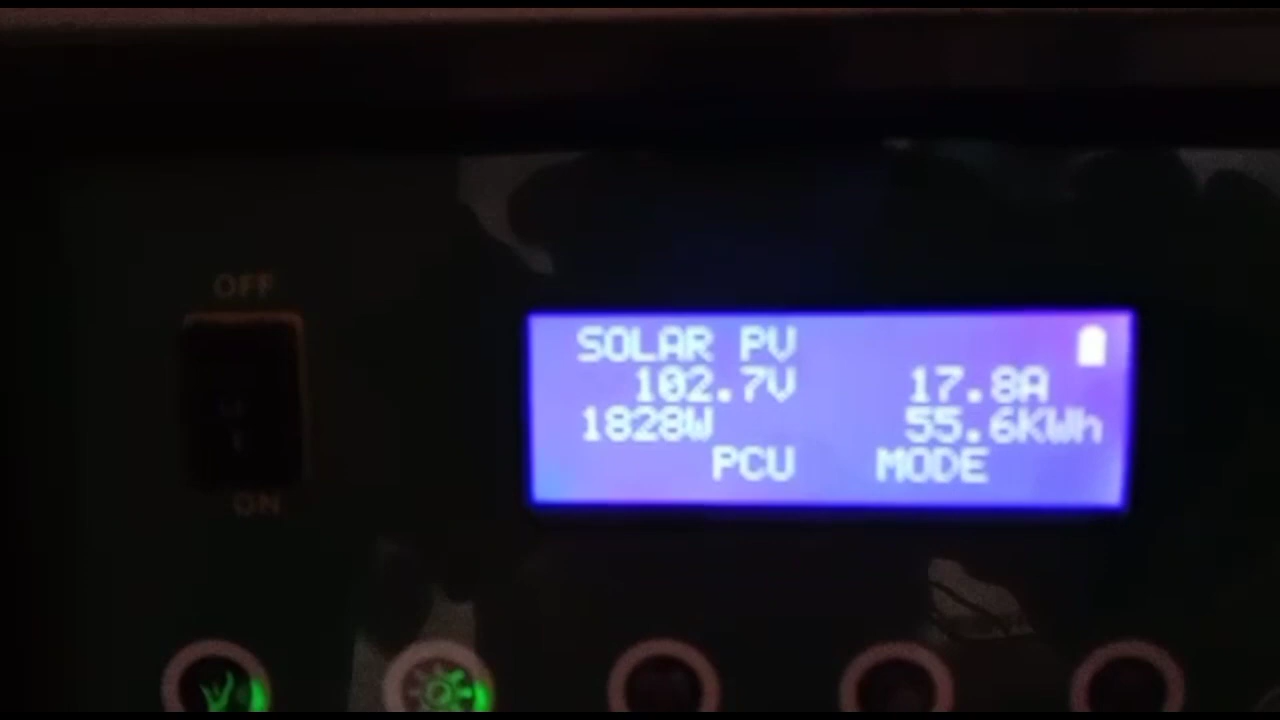 OFF
SOLAR PV
102.7V 17.8A
1828W 55.6KWh
PCU MODE
ON